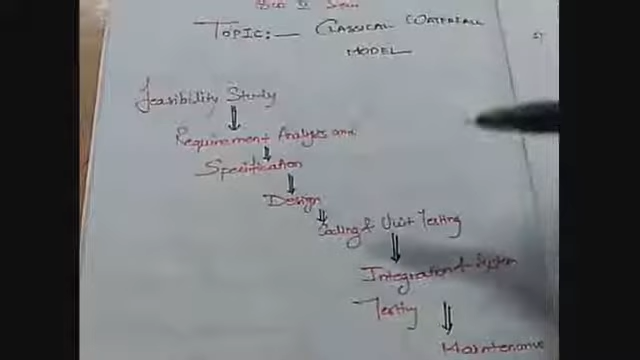 TOPIC:— CLASSICAL WATERFALL
MODEL
Feasibility Study
Requirement Analysis and
Specification
Design
Coding & Unit Testing
Integration & System
Testing
Maintenance